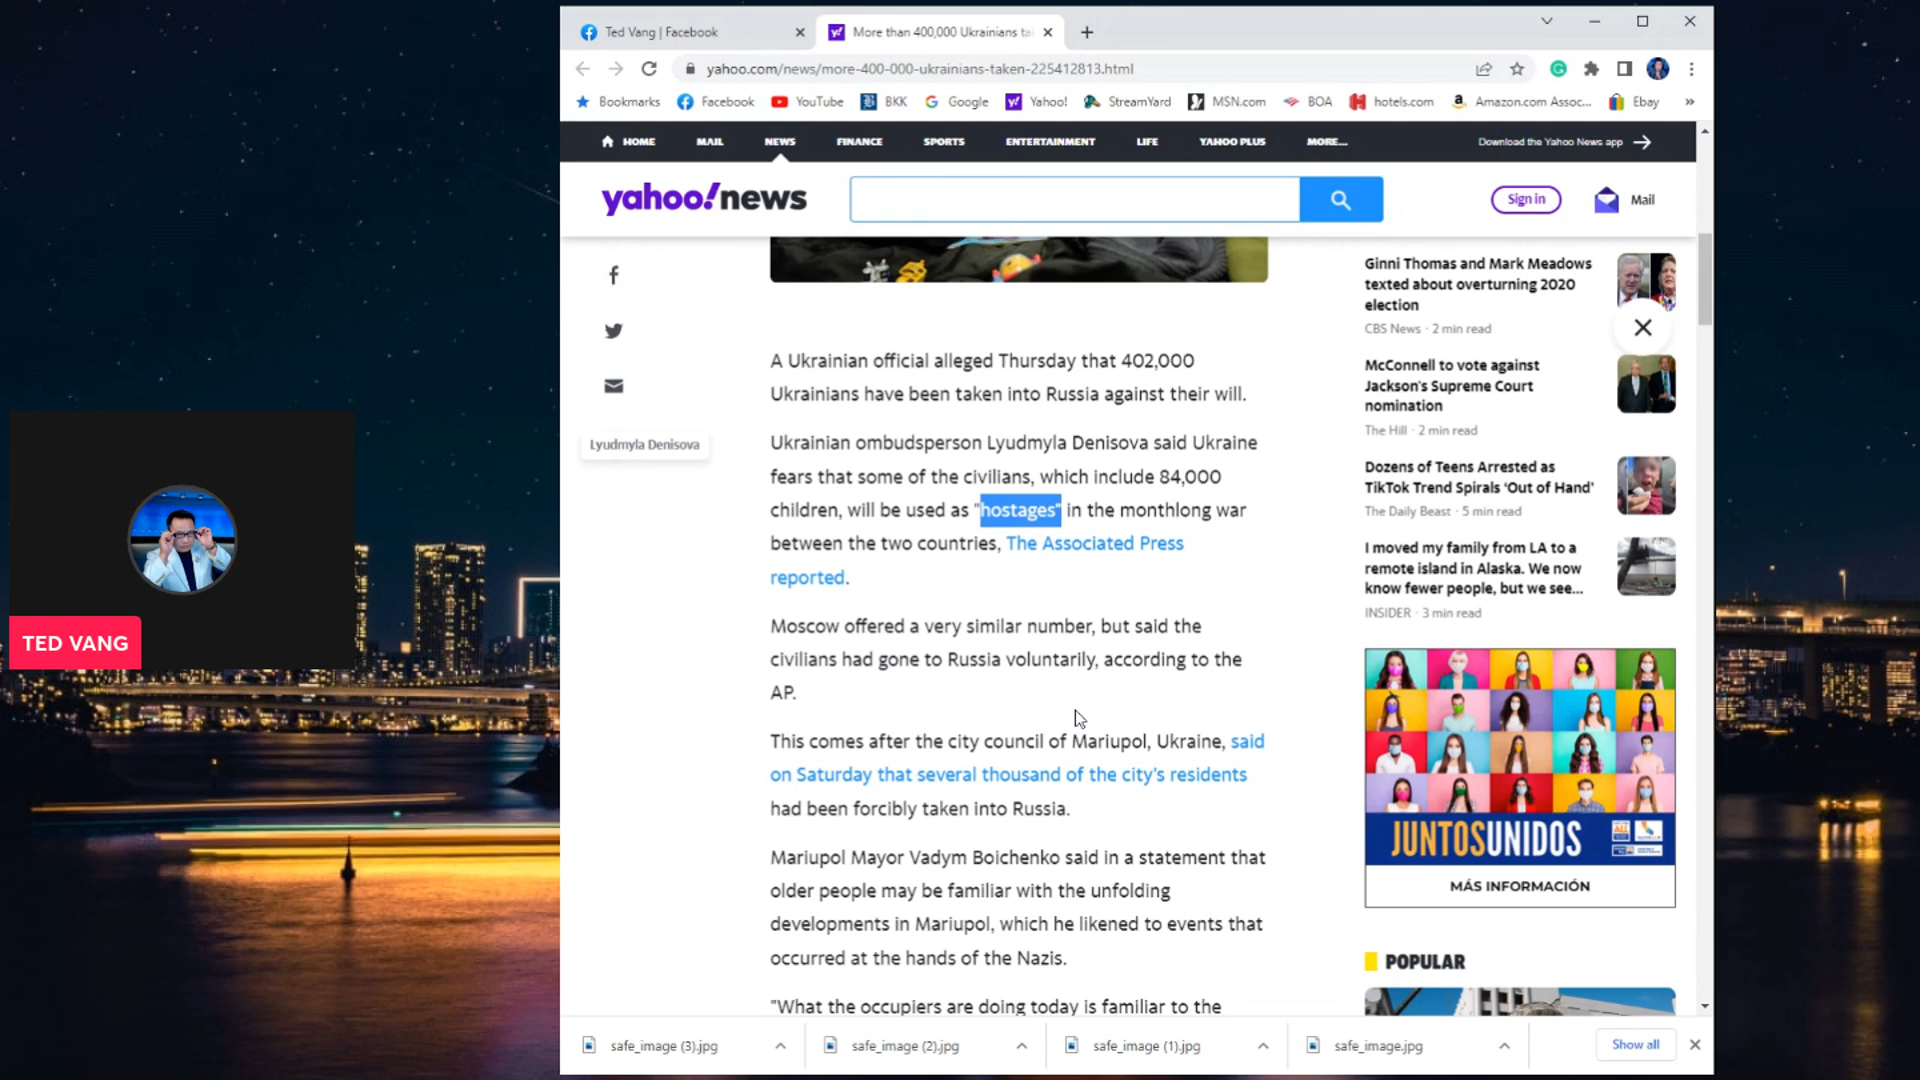 Ted Vang | Facebook
More than 400,000 Ukrainians ta
yahoo.com/news/more-400-000-ukrainians-taken-225412813.html
Bookmarks Facebook YouTube BKK Google Yahoo! StreamYard MSN.com BOA hotels.com Amazon.com Assoc... Ebay »
HOME MAIL NEWS FINANCE SPORTS ENTERTAINMENT LIFE YAHOO PLUS MORE... Download the Yahoo News app
yahoo!news
Sign in
Mail
Lyudmyla Denisova
A Ukrainian official alleged Thursday that 402,000
Ukrainians have been taken into Russia against their will.
Ukrainian ombudsperson Lyudmyla Denisova said Ukraine
fears that some of the civilians, which include 84,000
children, will be used as "hostages" in the monthlong war
between the two countries, The Associated Press
reported.
Moscow offered a very similar number, but said the
civilians had gone to Russia voluntarily, according to the
AP.
This comes after the city council of Mariupol, Ukraine, said
on Saturday that several thousand of the city's residents
had been forcibly taken into Russia.
Mariupol Mayor Vadym Boichenko said in a statement that
older people may be familiar with the unfolding
developments in Mariupol, which he likened to events that
occurred at the hands of the Nazis.
"What the occupiers are doing today is familiar to the
Ginni Thomas and Mark Meadows
texted about overturning 2020
election
CBS News · 2 min read
McConnell to vote against
Jackson's Supreme Court
nomination
The Hill · 2 min read
Dozens of Teens Arrested as
TikTok Trend Spirals 'Out of Hand'
The Daily Beast · 5 min read
I moved my family from LA to a
remote island in Alaska. We now
know fewer people, but we see...
INSIDER · 3 min read
JUNTOSUNIDOS
MÁS INFORMACIÓN
POPULAR
TED VANG
safe_image (3).jpg
safe_image (2).jpg
safe_image (1).jpg
safe_image.jpg
Show all